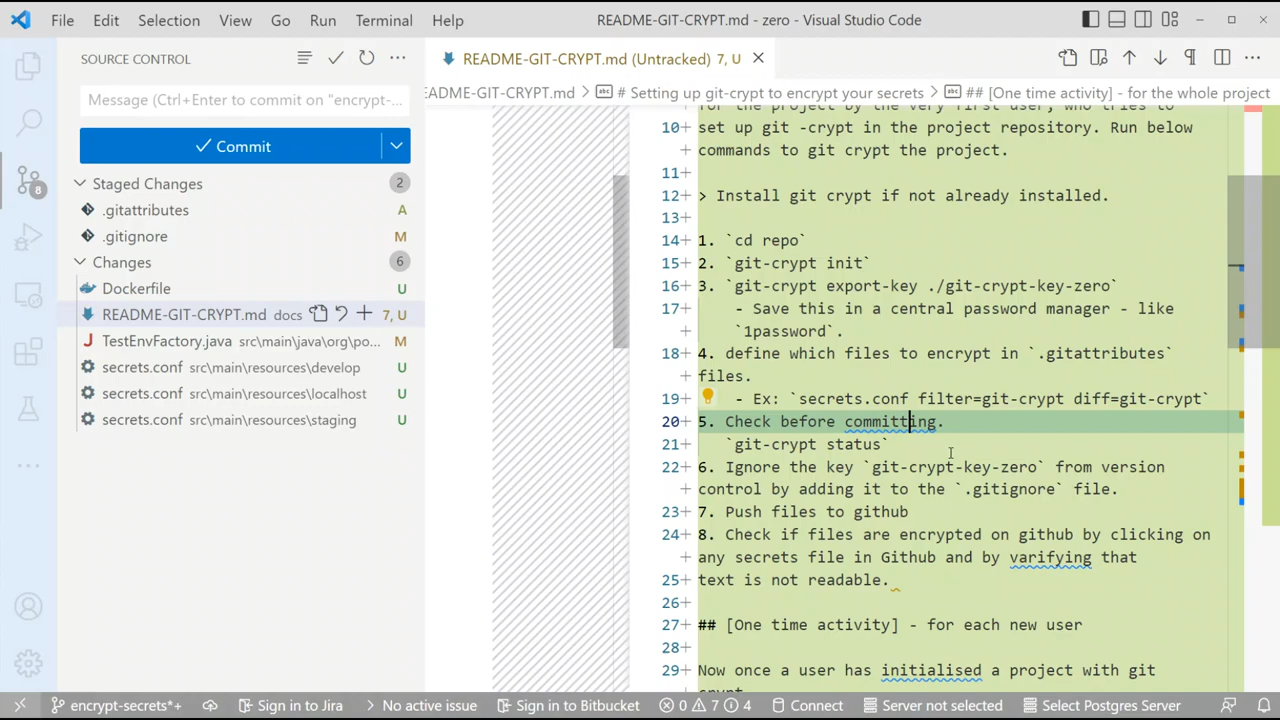 File Edit Selection View Go Run Terminal Help README-GIT-CRYPT.md - zero - Visual Studio Code
SOURCE CONTROL
Message (Ctrl+Enter to commit on "encrypt-...
Commit
Staged Changes 2
.gitattributes A
.gitignore M
Changes 6
Dockerfile U
README-GIT-CRYPT.md docs 7, U
TestEnvFactory.java src\main\java\org\po... M
secrets.conf src\main\resources\develop U
secrets.conf src\main\resources\localhost U
secrets.conf src\main\resources\staging U
8
README-GIT-CRYPT.md (Untracked) 7, U
EADME-GIT-CRYPT.md > # Setting up git-crypt to encrypt your secrets > ## [One time activity] - for the whole project
for the project by the very first user, who tries to
10+ set up git -crypt in the project repository. Run below
+ commands to git crypt the project.
11+
12+ > Install git crypt if not already installed.
13+
14+ 1. `cd repo`
15+ 2. `git-crypt init`
16+ 3. `git-crypt export-key ./git-crypt-key-zero`
17+ - Save this in a central password manager - like
+ `1password`.
18+ 4. define which files to encrypt in `.gitattributes`
+ files.
19+ - Ex: `secrets.conf filter=git-crypt diff=git-crypt`
20+ 5. Check before committing.
21+ `git-crypt status`
22+ 6. Ignore the key `git-crypt-key-zero` from version
+ control by adding it to the `.gitignore` file.
23+ 7. Push files to github
24+ 8. Check if files are encrypted on github by clicking on
+ any secrets file in Github and by varifying that
25+ text is not readable.
26+
27+ ## [One time activity] - for each new user
28+
29+ Now once a user has initialised a project with git
crypt
encrypt-secrets*+ Sign in to Jira No active issue Sign in to Bitbucket 0 7 4 Connect Server not selected Select Postgres Server